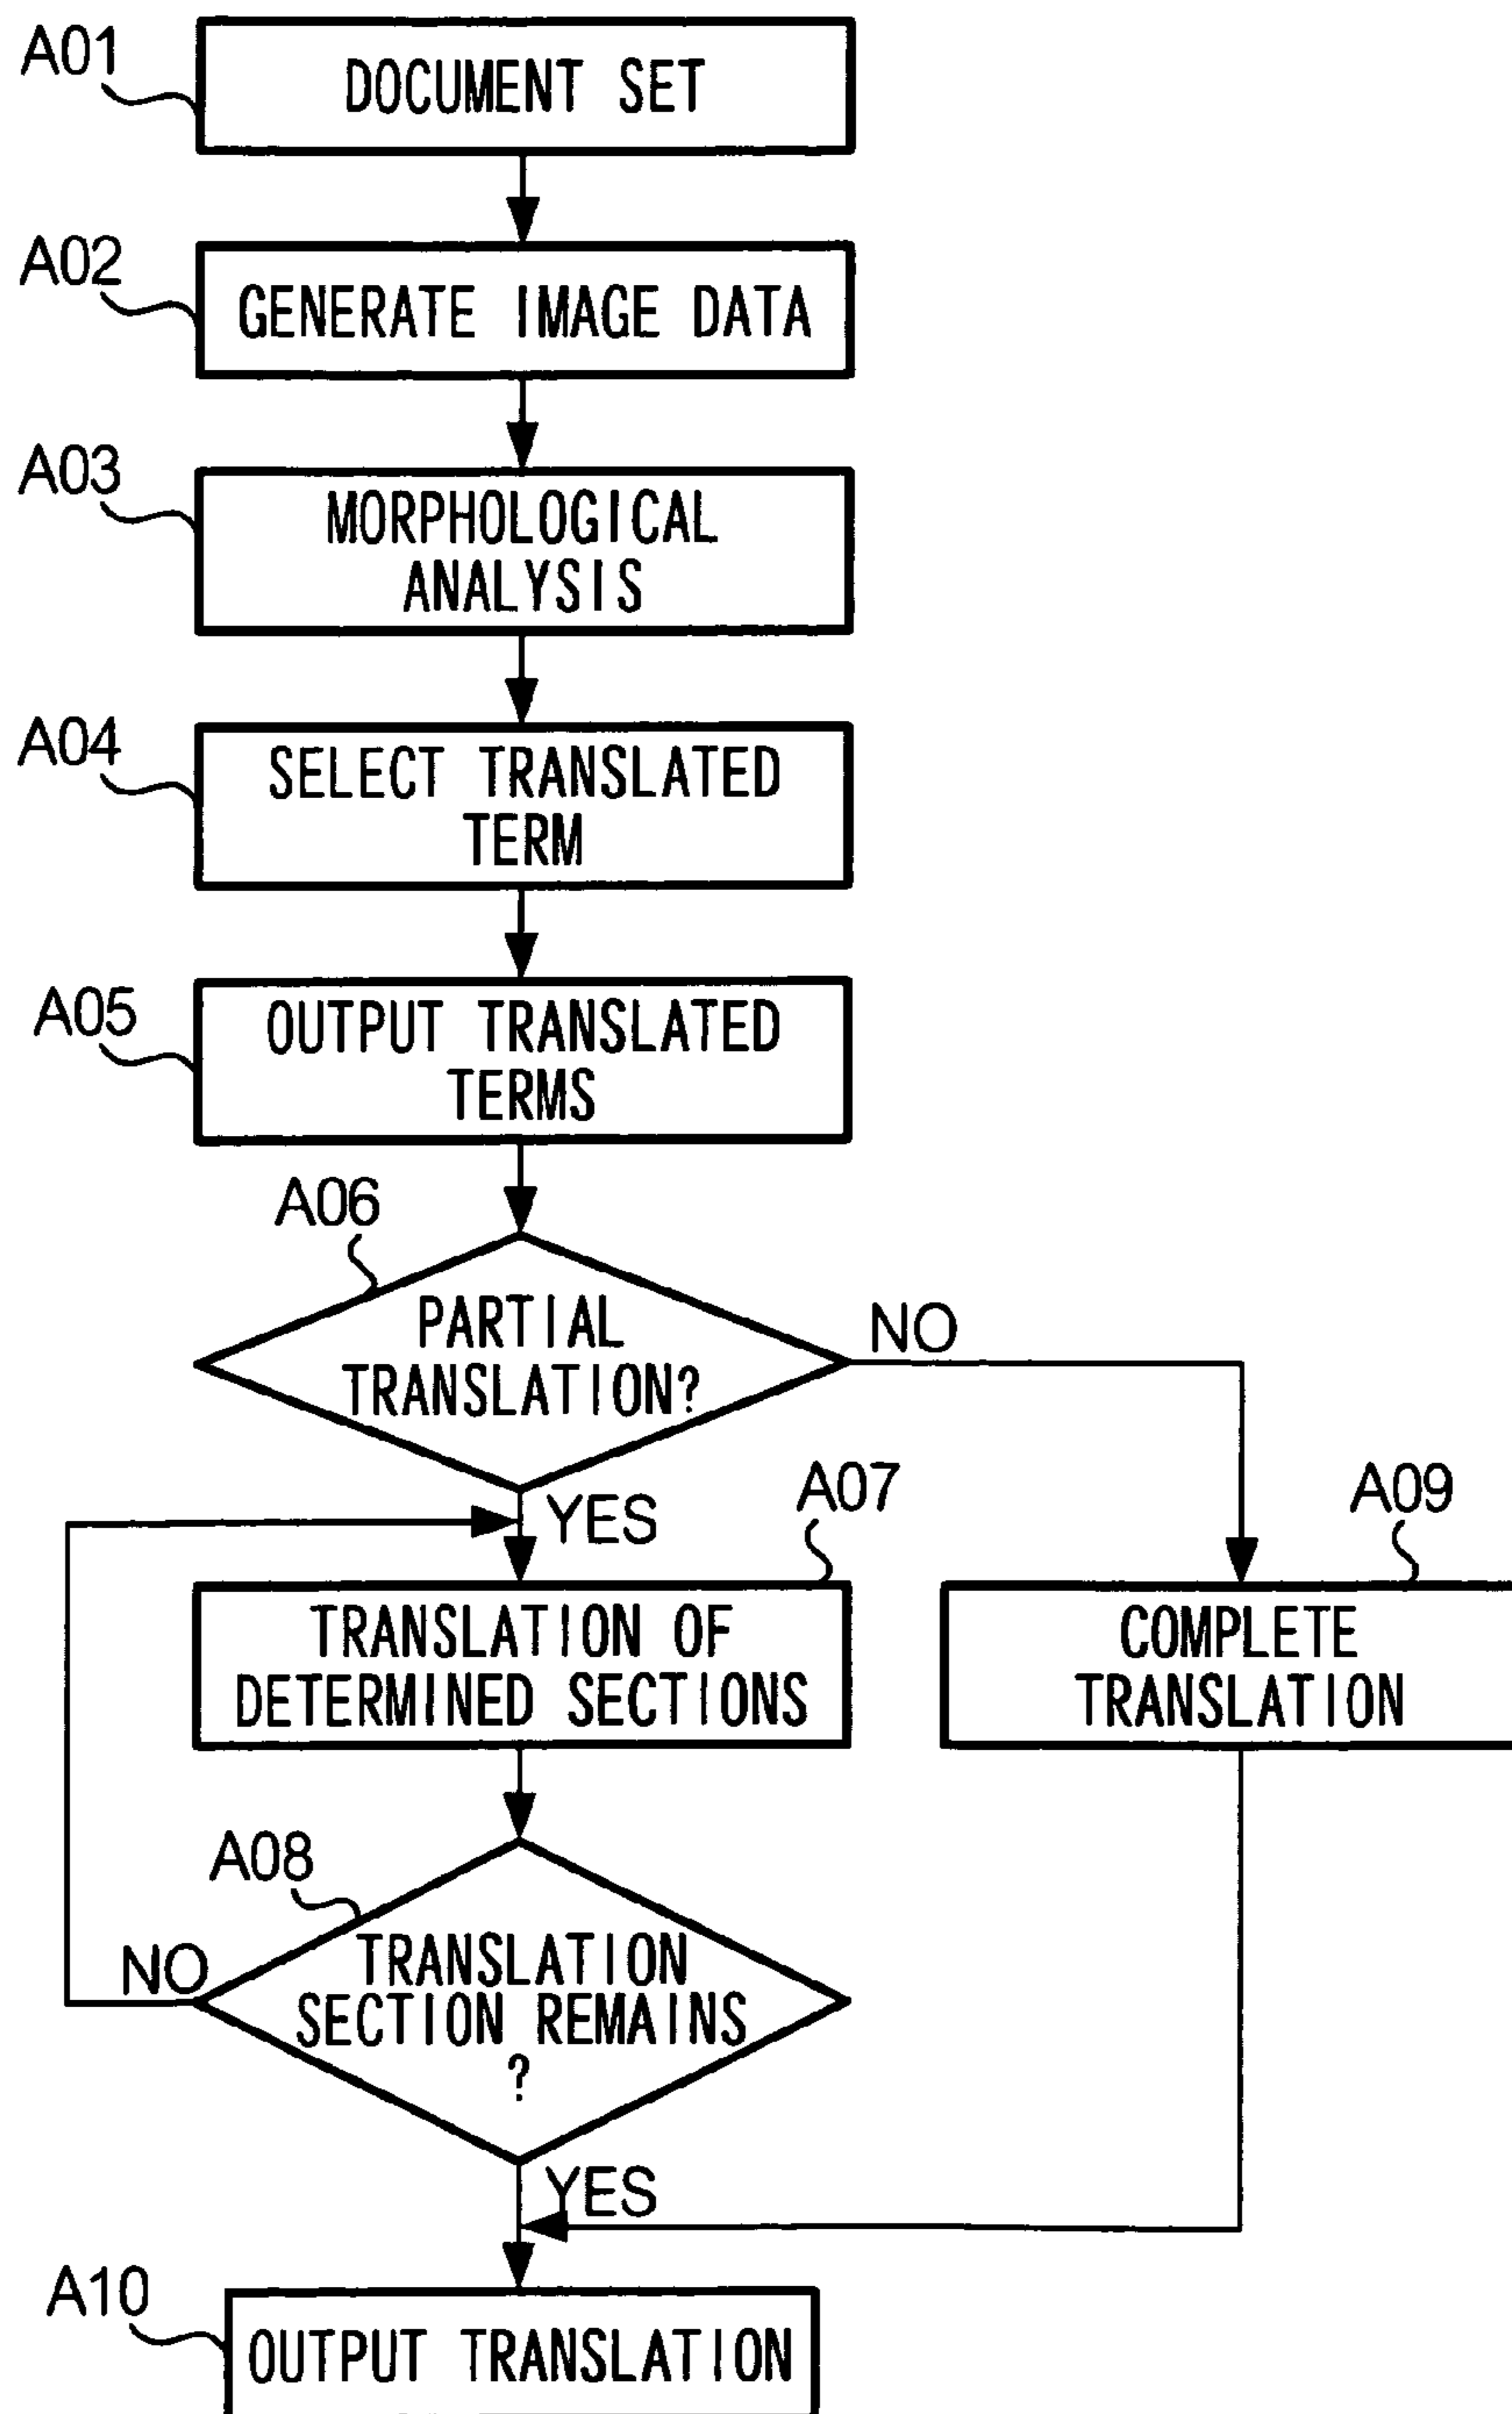 A01
DOCUMENT SET
A02
GENERATE IMAGE DATA
A03
MORPHOLOGICAL
ANALYSIS
A04
SELECT TRANSLATED
TERM
A05
OUTPUT TRANSLATED
TERMS
A06
PARTIAL
TRANSLATION?
NO
YES
A07
TRANSLATION OF
DETERMINED SECTIONS
A09
COMPLETE
TRANSLATION
A08
TRANSLATION
SECTION REMAINS
?
NO
YES
A10
OUTPUT TRANSLATION